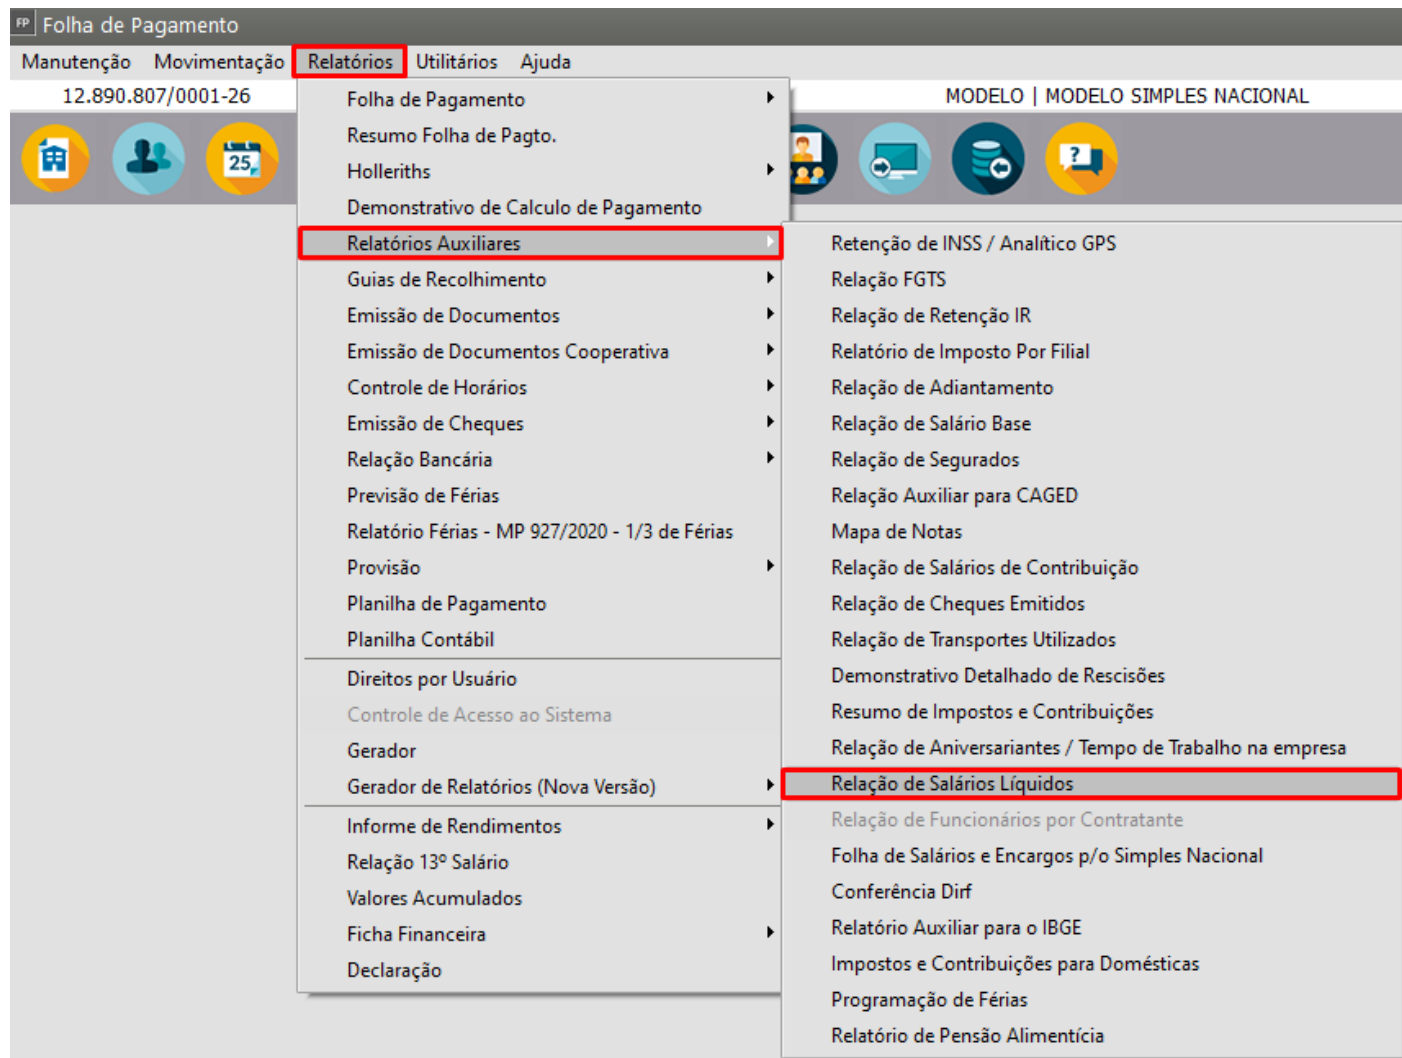 FP Folha de Pagamento
Manutenção Movimentação Relatórios Utilitários Ajuda
12.890.807/0001-26
MODELO | MODELO SIMPLES NACIONAL
25
?
Folha de Pagamento
Resumo Folha de Pagto.
Holleriths
Demonstrativo de Calculo de Pagamento
Relatórios Auxiliares
Guias de Recolhimento
Emissão de Documentos
Emissão de Documentos Cooperativa
Controle de Horários
Emissão de Cheques
Relação Bancária
Previsão de Férias
Relatório Férias - MP 927/2020 - 1/3 de Férias
Provisão
Planilha de Pagamento
Planilha Contábil
Direitos por Usuário
Controle de Acesso ao Sistema
Gerador
Gerador de Relatórios (Nova Versão)
Informe de Rendimentos
Relação 13º Salário
Valores Acumulados
Ficha Financeira
Declaração
Retenção de INSS / Analítico GPS
Relação FGTS
Relação de Retenção IR
Relatório de Imposto Por Filial
Relação de Adiantamento
Relação de Salário Base
Relação de Segurados
Relação Auxiliar para CAGED
Mapa de Notas
Relação de Salários de Contribuição
Relação de Cheques Emitidos
Relação de Transportes Utilizados
Demonstrativo Detalhado de Rescisões
Resumo de Impostos e Contribuições
Relação de Aniversariantes / Tempo de Trabalho na empresa
Relação de Salários Líquidos
Relação de Funcionários por Contratante
Folha de Salários e Encargos p/o Simples Nacional
Conferência Dirf
Relatório Auxiliar para o IBGE
Impostos e Contribuições para Domésticas
Programação de Férias
Relatório de Pensão Alimentícia